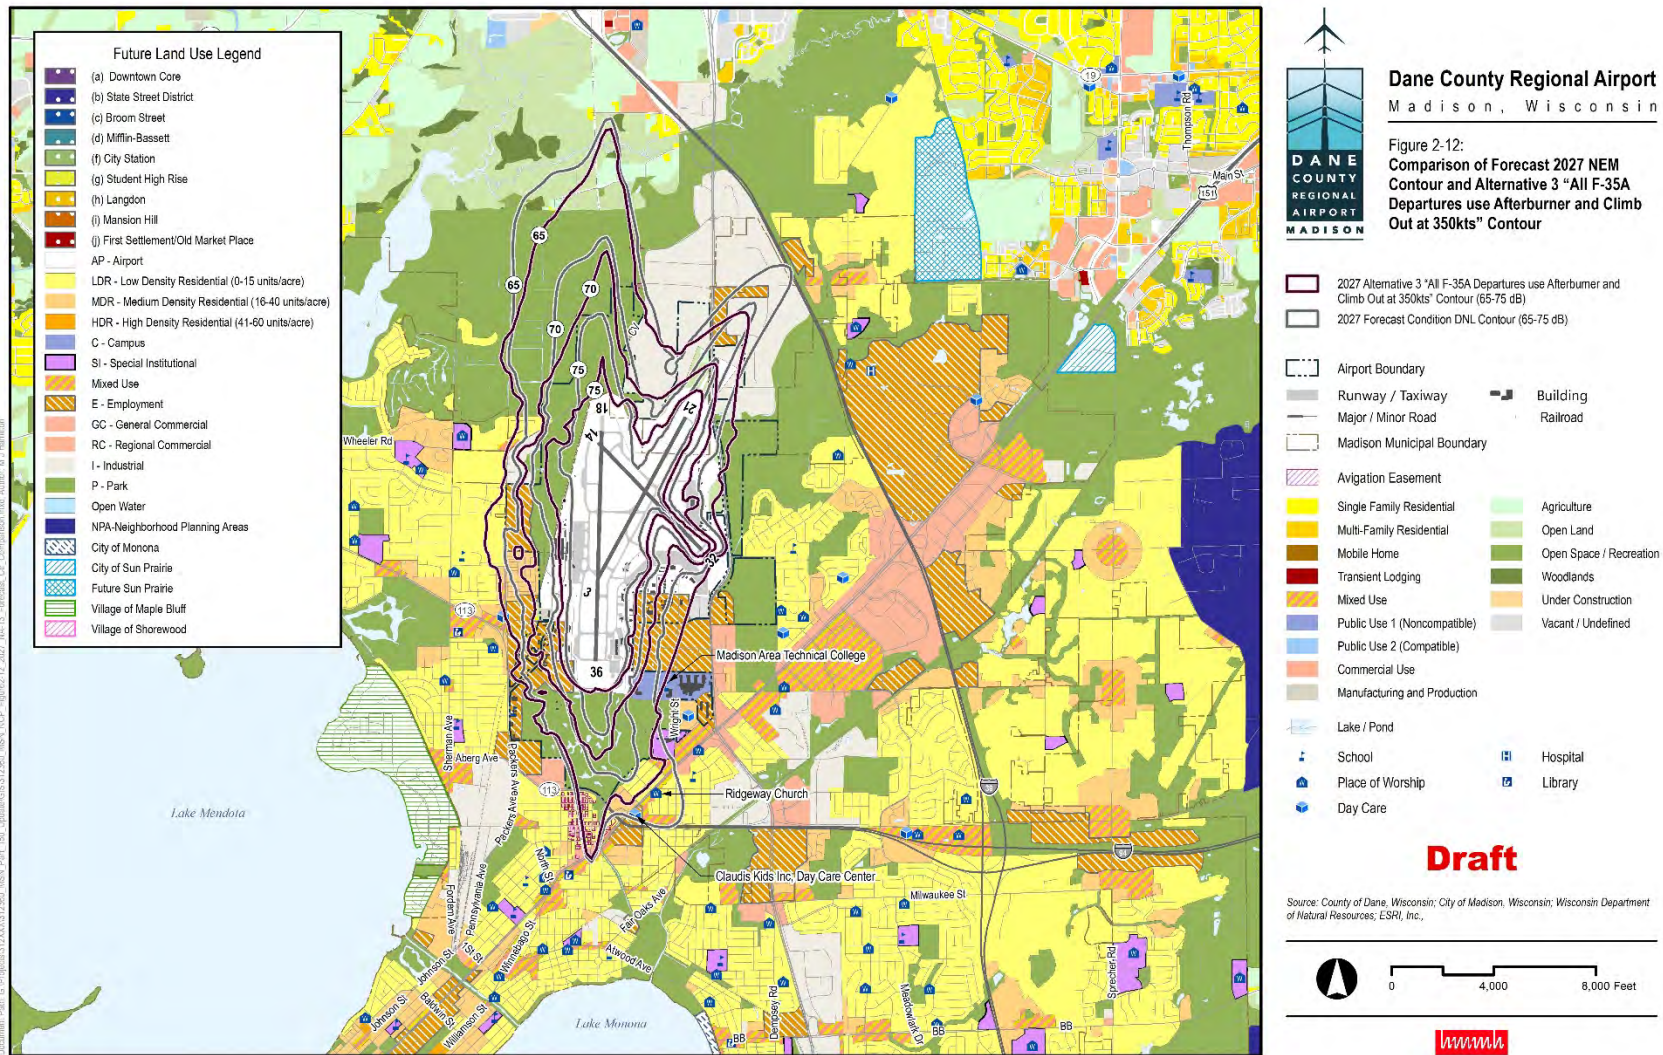 Future Land Use Legend
(a) Downtown Core
(b) State Street District
(c) Broom Street
(d) Mifflin-Bassett
(f) City Station
(g) Student High Rise
(h) Langdon
(i) Mansion Hill
(j) First Settlement/Old Market Place
AP - Airport
LDR - Low Density Residential (0-15 units/acre)
MDR - Medium Density Residential (16-40 units/acre)
HDR - High Density Residential (41-60 units/acre)
C - Campus
SI - Special Institutional
Mixed Use
E - Employment
GC - General Commercial
RC - Regional Commercial
I - Industrial
P - Park
Open Water
NPA-Neighborhood Planning Areas
City of Monona
City of Sun Prairie
Future Sun Prairie
Village of Maple Bluff
Village of Shorewood
19
Thompson Rd
Main St
151
65
65
70
70
CV
75
75
18
21
14
Wheeler Rd
32
3
113
36
Madison Area Technical College
Wright St
Sherman Ave
Aberg Ave
Packers Ave
Packers Ave
113
Ridgeway Church
Lake Mendota
Claudis Kids Inc, Day Care Center
Milwaukee St
North St
Fordem Ave
Pennsylvania Ave
Fair Oaks Ave
Winnebago St
Atwood Ave
1St St
Johnson St
Johnson St
Baldwin St
Williamson St
Lake Monona
Dempsey Rd
Meadowlark Dr
Sprecher Rd
BB
BB
BB
DANE
COUNTY
REGIONAL
AIRPORT
MADISON
Dane County Regional Airport
Madison, Wisconsin
Figure 2-12:
Comparison of Forecast 2027 NEM
Contour and Alternative 3 “All F-35A
Departures use Afterburner and Climb
Out at 350kts” Contour
2027 Alternative 3 “All F-35A Departures use Afterburner and
Climb Out at 350kts” Contour (65-75 dB)
2027 Forecast Condition DNL Contour (65-75 dB)
Airport Boundary
Runway / Taxiway
Building
Major / Minor Road
Railroad
Madison Municipal Boundary
Avigation Easement
Single Family Residential
Agriculture
Multi-Family Residential
Open Land
Mobile Home
Open Space / Recreation
Transient Lodging
Woodlands
Mixed Use
Under Construction
Public Use 1 (Noncompatible)
Vacant / Undefined
Public Use 2 (Compatible)
Commercial Use
Manufacturing and Production
Lake / Pond
School
Hospital
Place of Worship
Library
Day Care
Draft
Source: County of Dane, Wisconsin; City of Madison, Wisconsin; Wisconsin Department
of Natural Resources; ESRI, Inc.,
0 4,000 8,000 Feet
hmmh